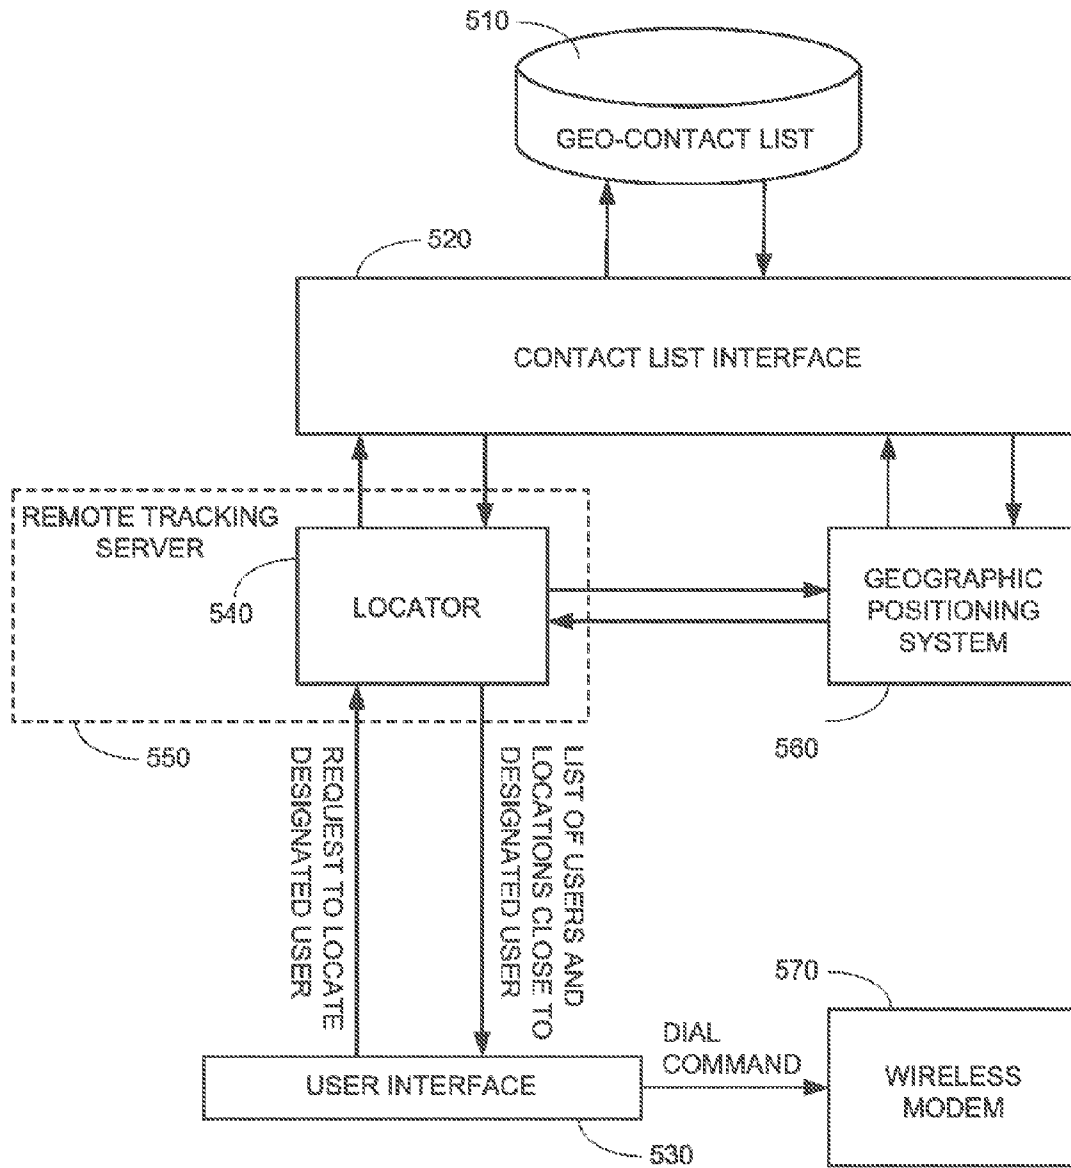 510
GEO-CONTACT LIST
520
CONTACT LIST INTERFACE
REMOTE TRACKING
SERVER
540
LOCATOR
GEOGRAPHIC
POSITIONING
SYSTEM
550
560
REQUEST TO LOCATE
DESIGNATED USER
LIST OF USERS AND
LOCATIONS CLOSE TO
DESIGNATED USER
570
DIAL
COMMAND
USER INTERFACE
WIRELESS
MODEM
530